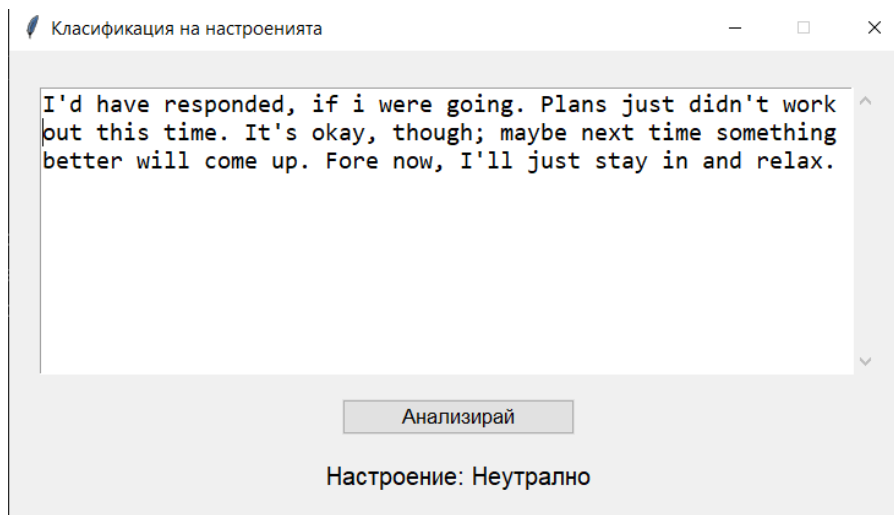 Класификация на настроенията
I'd have responded, if i were going. Plans just didn't work
out this time. It's okay, though; maybe next time something
better will come up. Fore now, I'll just stay in and relax.
Анализирай
Настроение: Неутрално